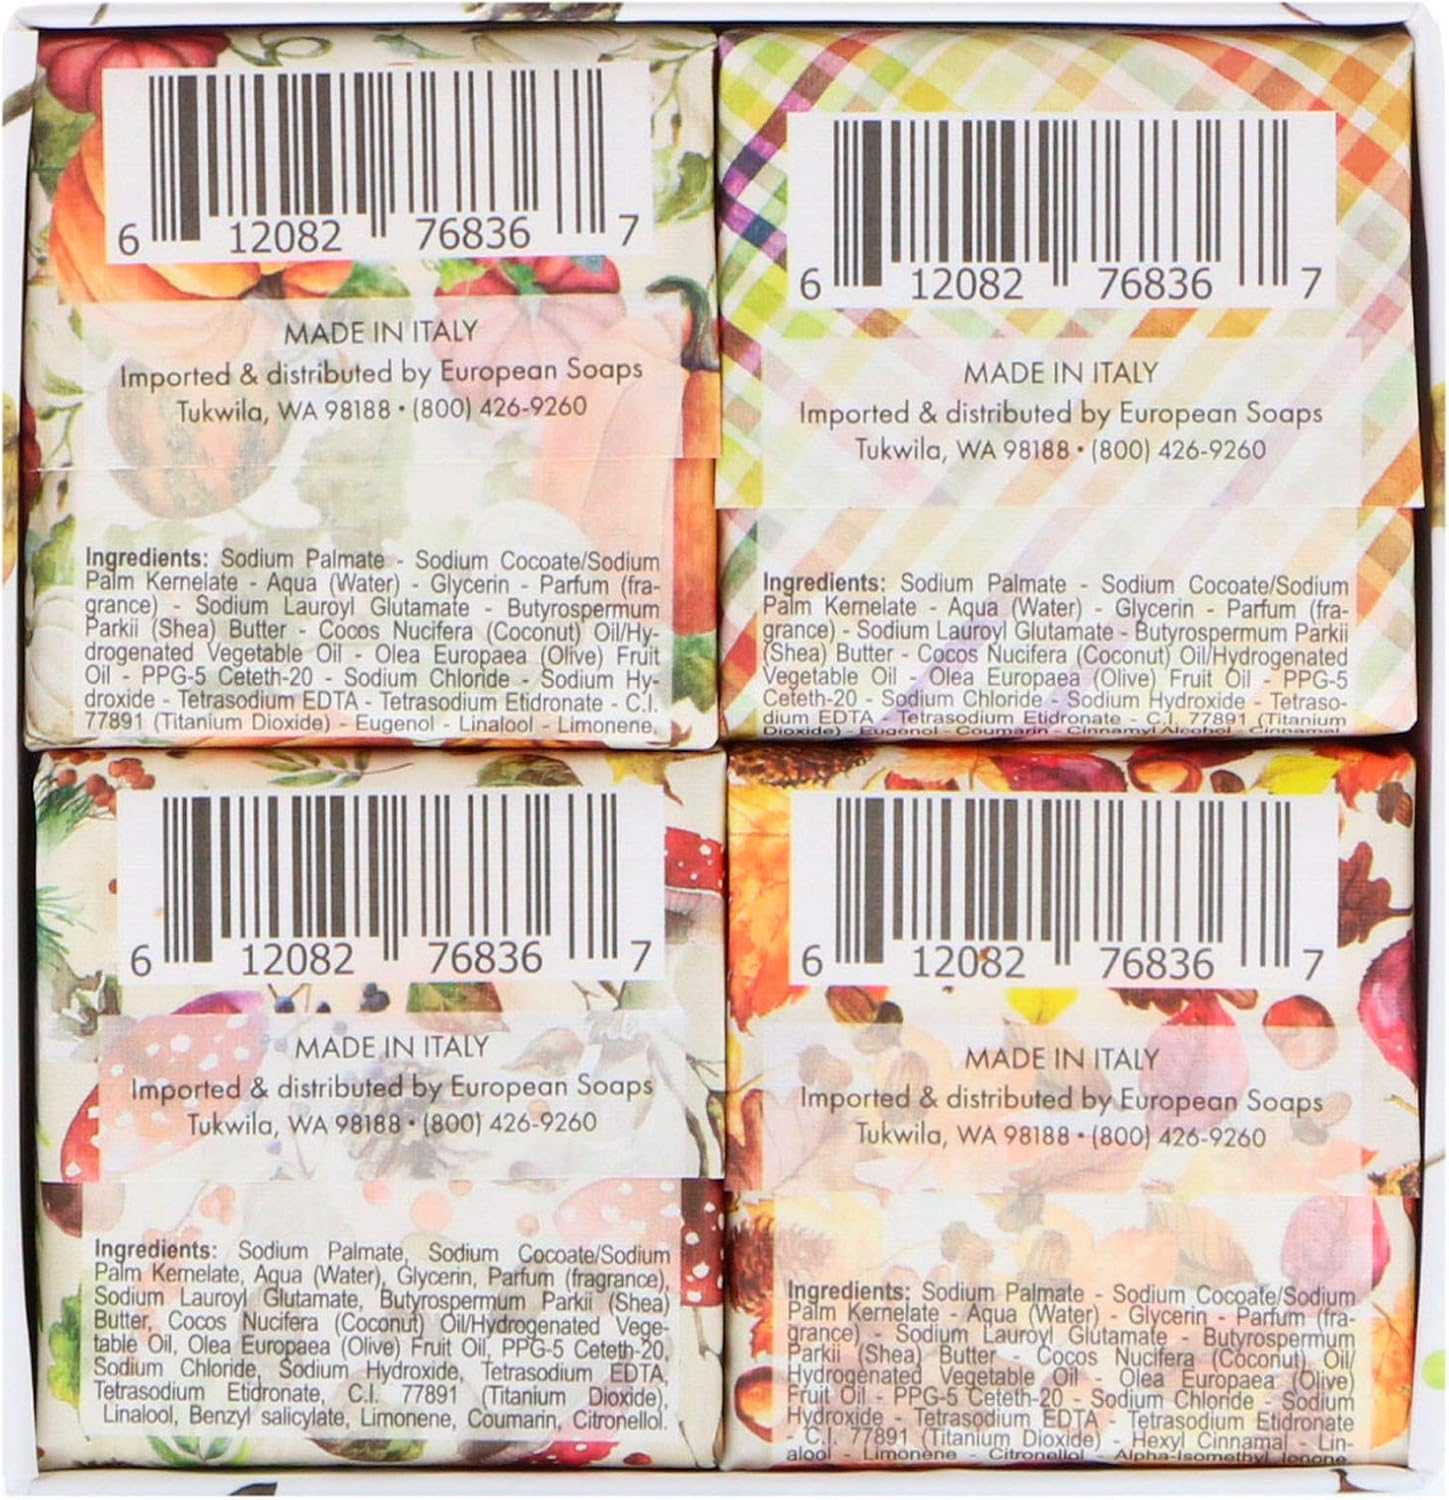 6 12082 76836 7
MADE IN ITALY
Imported & distributed by European Soaps
Tukwila, WA 98188 • (800) 426-9260
Ingredients: Sodium Palmate - Sodium Cocoate/Sodium
Palm Kernelate - Aqua (Water) - Glycerin - Parfum (fra-
grance) - Sodium Lauroyl Glutamate - Butyrospermum
Parkii (Shea) Butter - Cocos Nucifera (Coconut) Oil/Hy-
drogenated Vegetable Oil - Olea Europaea (Olive) Fruit
Oil - PPG-5 Ceteth-20 - Sodium Chloride - Sodium Hy-
droxide - Tetrasodium EDTA - Tetrasodium Etidronate - C.I.
77891 (Titanium Dioxide) - Eugenol - Linalool - Limonene,
6 12082 76836 7
MADE IN ITALY
Imported & distributed by European Soaps
Tukwila, WA 98188 • (800) 426-9260
Ingredients: Sodium Palmate - Sodium Cocoate/Sodium
Palm Kernelate - Aqua (Water) - Glycerin - Parfum (fra-
grance) - Sodium Lauroyl Glutamate - Butyrospermum Parkii
(Shea) Butter - Cocos Nucifera (Coconut) Oil/Hydrogenated
Vegetable Oil - Olea Europaea (Olive) Fruit Oil - PPG-5
Ceteth-20 - Sodium Chloride - Sodium Hydroxide - Tetraso-
dium EDTA - Tetrasodium Etidronate - C.I. 77891 (Titanium
Dioxide) - Eugenol - Coumarin - Cinnamyl Alcohol - Cinnamal
6 12082 76836 7
MADE IN ITALY
Imported & distributed by European Soaps
Tukwila, WA 98188 • (800) 426-9260
Ingredients: Sodium Palmate, Sodium Cocoate/Sodium
Palm Kernelate, Aqua (Water), Glycerin, Parfum (fragrance),
Sodium Lauroyl Glutamate, Butyrospermum Parkii (Shea)
Butter, Cocos Nucifera (Coconut) Oil/Hydrogenated Vege-
table Oil, Olea Europaea (Olive) Fruit Oil, PPG-5 Ceteth-20,
Sodium Chloride, Sodium Hydroxide, Tetrasodium EDTA,
Tetrasodium Etidronate, C.I. 77891 (Titanium Dioxide),
Linalool, Benzyl salicylate, Limonene, Coumarin, Citronellol.
6 12082 76836 7
MADE IN ITALY
Imported & distributed by European Soaps
Tukwila, WA 98188 • (800) 426-9260
Ingredients: Sodium Palmate - Sodium Cocoate/Sodium
Palm Kernelate - Aqua (Water) - Glycerin - Parfum (fra-
grance) - Sodium Lauroyl Glutamate - Butyrospermum
Parkii (Shea) Butter - Cocos Nucifera (Coconut) Oil/
Hydrogenated Vegetable Oil - Olea Europaea (Olive)
Fruit Oil - PPG-5 Ceteth-20 - Sodium Chloride - Sodium
Hydroxide - Tetrasodium EDTA - Tetrasodium Etidronate
- C.I. 77891 (Titanium Dioxide) - Hexyl Cinnamal - Lin-
alool - Limonene - Citronellol - Alpha-Isomethyl Ionone